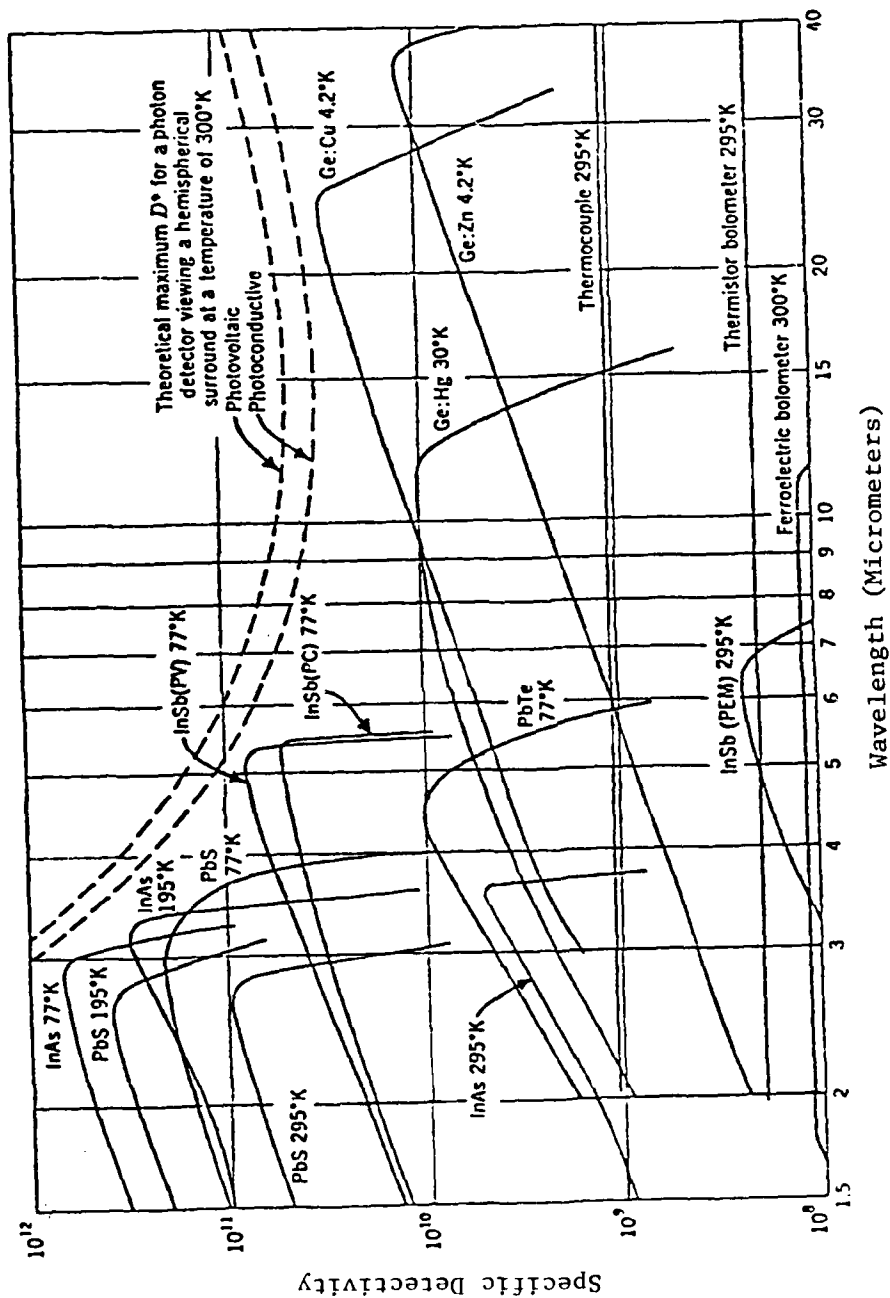 Specific Detectivity
10¹²
10¹¹
10¹⁰
10⁹
10⁸
Theoretical maximum D* for a photon
detector viewing a hemispherical
surround at a temperature of 300°K
Photovoltaic
Photoconductive
InAs 77°K
PbS 195°K
InAs
195°K
PbS
77°K
PbS 295°K
InSb(PV) 77°K
InSb(PC) 77°K
InAs 295°K
PbTe
77°K
Ge:Hg 30°K
Ge:Cu 4.2°K
Ge:Zn 4.2°K
Thermocouple 295°K
Thermistor bolometer 295°K
InSb (PEM) 295°K
Ferroelectric bolometer 300°K
1.5
2
3
4
5
6
7
8
9
10
15
20
30
40
Wavelength (Micrometers)